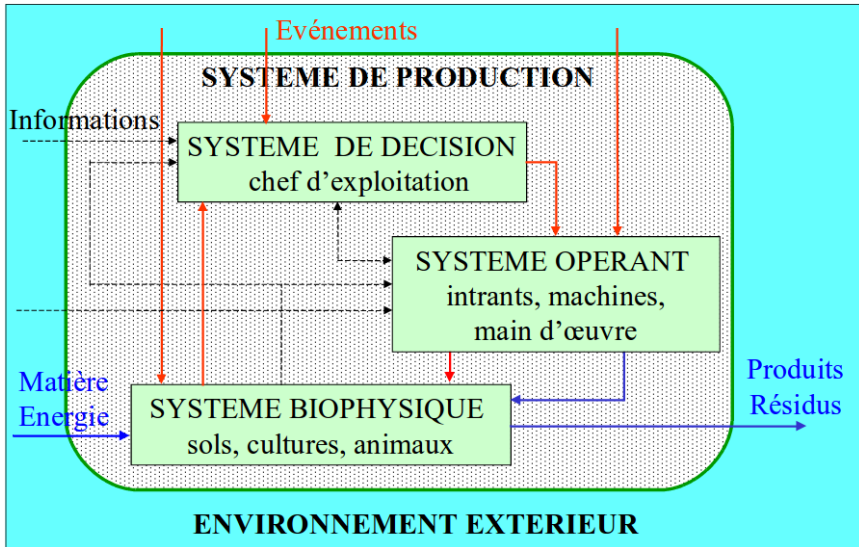 Evénements
SYSTEME DE PRODUCTION
Informations
SYSTEME DE DECISION
chef d’exploitation
SYSTEME OPERANT
intrants, machines,
main d’œuvre
Matière
Energie
SYSTEME BIOPHYSIQUE
sols, cultures, animaux
Produits
Résidus
ENVIRONNEMENT EXTERIEUR